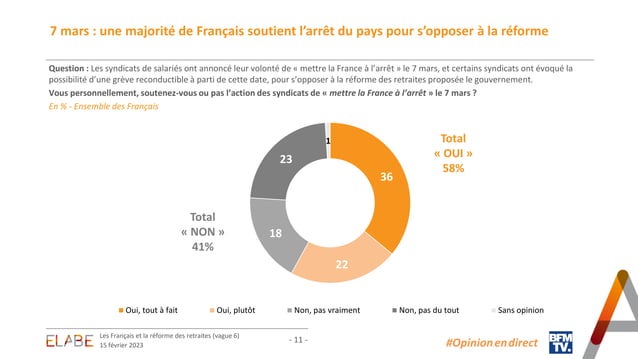 7 mars : une majorité de Français soutient l’arrêt du pays pour s’opposer à la réforme
Question : Les syndicats de salariés ont annoncé leur volonté de « mettre la France à l’arrêt » le 7 mars, et certains syndicats ont évoqué la
possibilité d’une grève reconductible à parti de cette date, pour s’opposer à la réforme des retraites proposée le gouvernement.
Vous personnellement, soutenez-vous ou pas l’action des syndicats de « mettre la France à l’arrêt » le 7 mars ?
En % - Ensemble des Français
1
23
36
18
22
Total
« OUI »
58%
Total
« NON »
41%
Oui, tout à fait
Oui, plutôt
Non, pas vraiment
Non, pas du tout
Sans opinion
ELABE
Les Français et la réforme des retraites (vague 6)
15 février 2023
- 11 -
#Opinion.en.direct
BFM
TV.